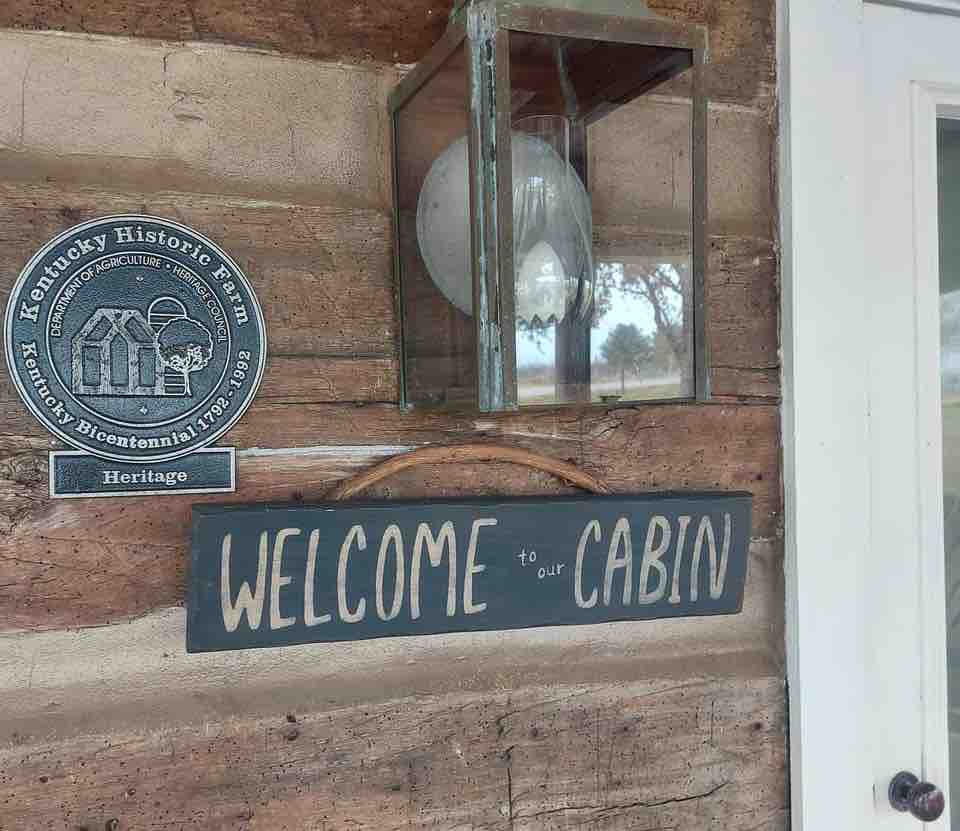 Kentucky Historic Farm
DEPARTMENT OF AGRICULTURE • HERITAGE COUNCIL
Kentucky Bicentennial 1792-1992
Heritage
WELCOME to our CABIN